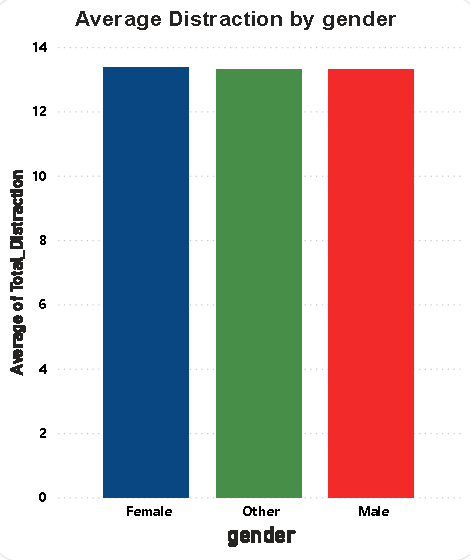 Average Distraction by gender
14
12
10
8
6
4
2
0
Average of Total_Distraction
Female Other Male
gender